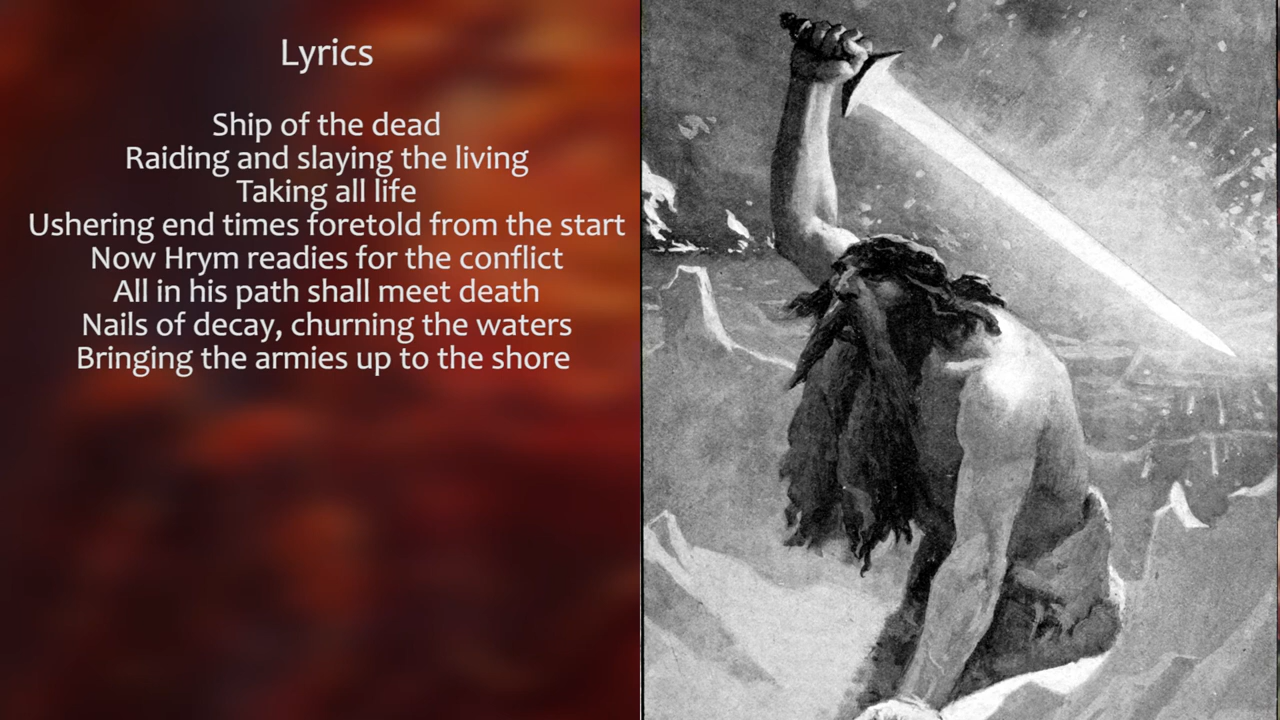 Lyrics
Ship of the dead
Raiding and slaying the living
Taking all life
Ushering end times foretold from the start
Now Hrym readies for the conflict
All in his path shall meet death
Nails of decay, churning the waters
Bringing the armies up to the shore